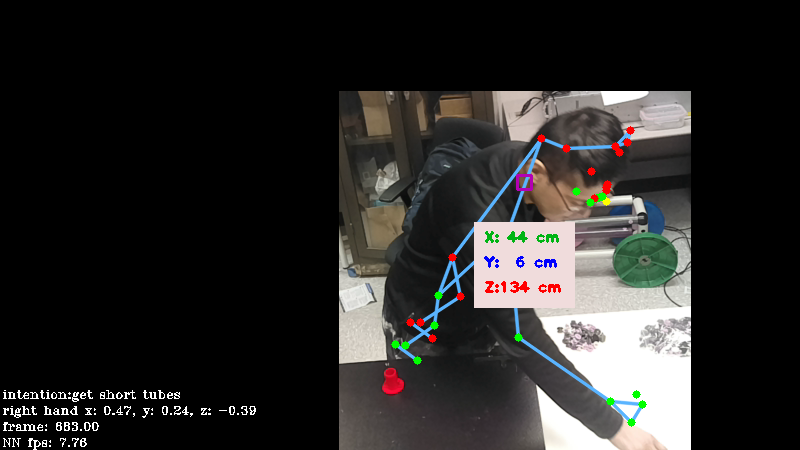 X: 44 cm
Y: 6 cm
Z:134 cm
intention:get short tubes
right hand x: 0.47, y: 0.24, z: −0.39
frame: 683.00
NN fps: 7.76